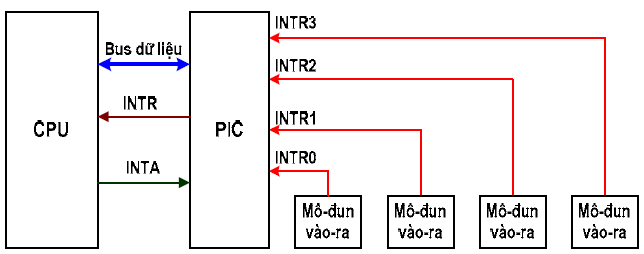 INTR3
Bus dữ liệu
INTR2
INTR
INTR1
CPU
PIC
INTA
INTR0
Mô-đun
vào-ra
Mô-đun
vào-ra
Mô-đun
vào-ra
Mô-đun
vào-ra